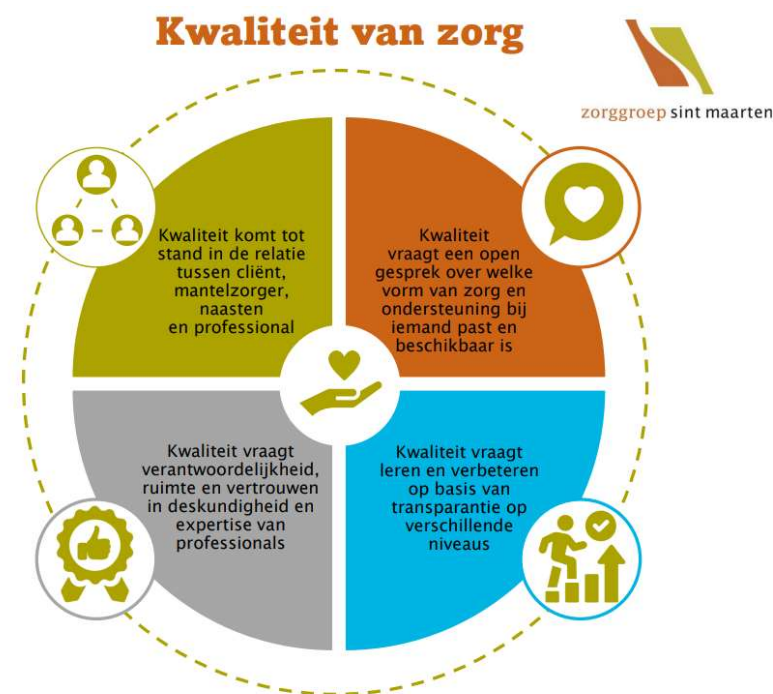 Kwaliteit van zorg
zorggroep sint maarten
Kwaliteit komt tot
stand in de relatie
tussen cliënt,
mantelzorger,
naasten
en professional
Kwaliteit
vraagt een open
gesprek over welke
vorm van zorg en
ondersteuning bij
iemand past en
beschikbaar is
Kwaliteit vraagt
verantwoordelijkheid,
ruimte en vertrouwen
in deskundigheid en
expertise van
professionals
Kwaliteit vraagt
leren en verbeteren
op basis van
transparantie op
verschillende
niveaus